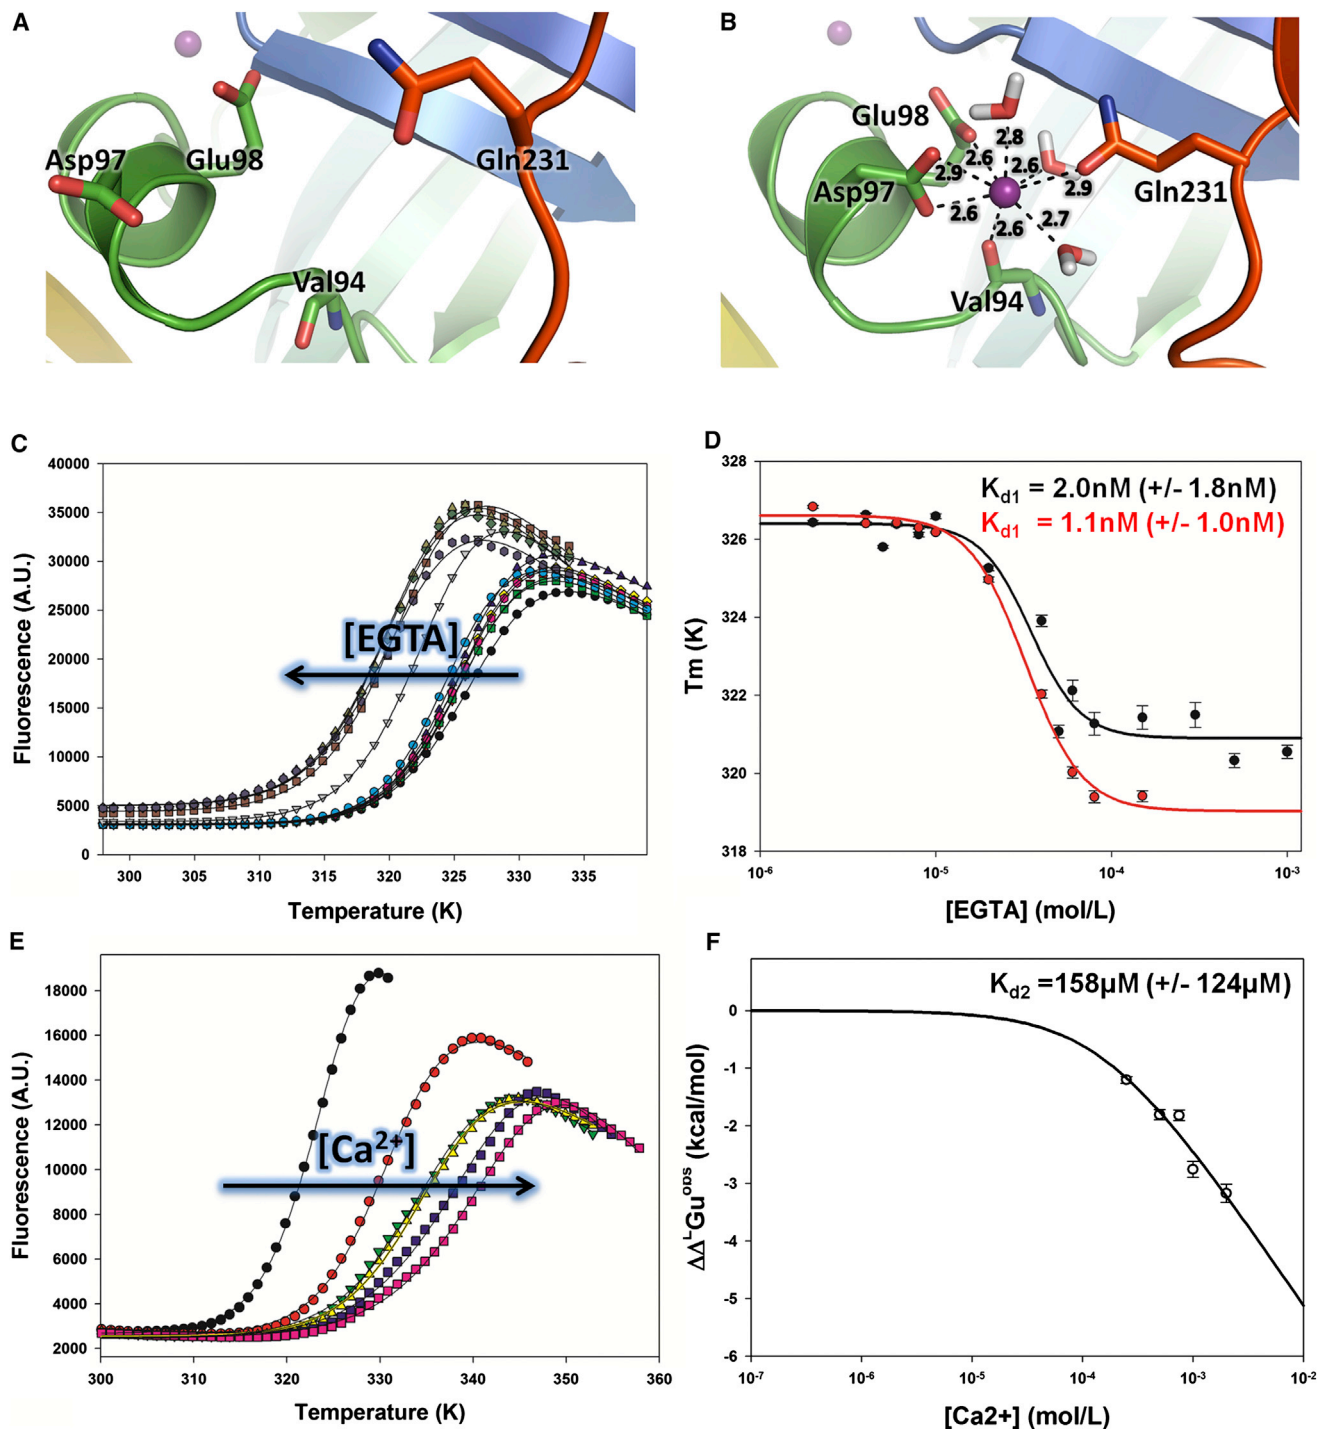 A
Asp97
Glu98
Gln231
Val94
B
Glu98
2.8
2.6
2.6
2.9
2.9
Asp97
Gln231
2.6
2.7
2.6
Val94
C
40000
35000
30000
25000
20000
15000
10000
5000
0
Fluorescence (A.U.)
[EGTA]
300 305 310 315 320 325 330 335
Temperature (K)
D
328
326
324
322
320
318
Tm (K)
Kd1 = 2.0nM (+/- 1.8nM)
Kd1 = 1.1nM (+/- 1.0nM)
10-6 10-5 10-4 10-3
[EGTA] (mol/L)
E
18000
16000
14000
12000
10000
8000
6000
4000
2000
Fluorescence (A.U.)
[Ca2+]
300 310 320 330 340 350 360
Temperature (K)
F
0
-1
-2
-3
-4
-5
-6
ΔΔLGuobs (kcal/mol)
Kd2 =158µM (+/- 124µM)
10-7 10-6 10-5 10-4 10-3 10-2
[Ca2+] (mol/L)